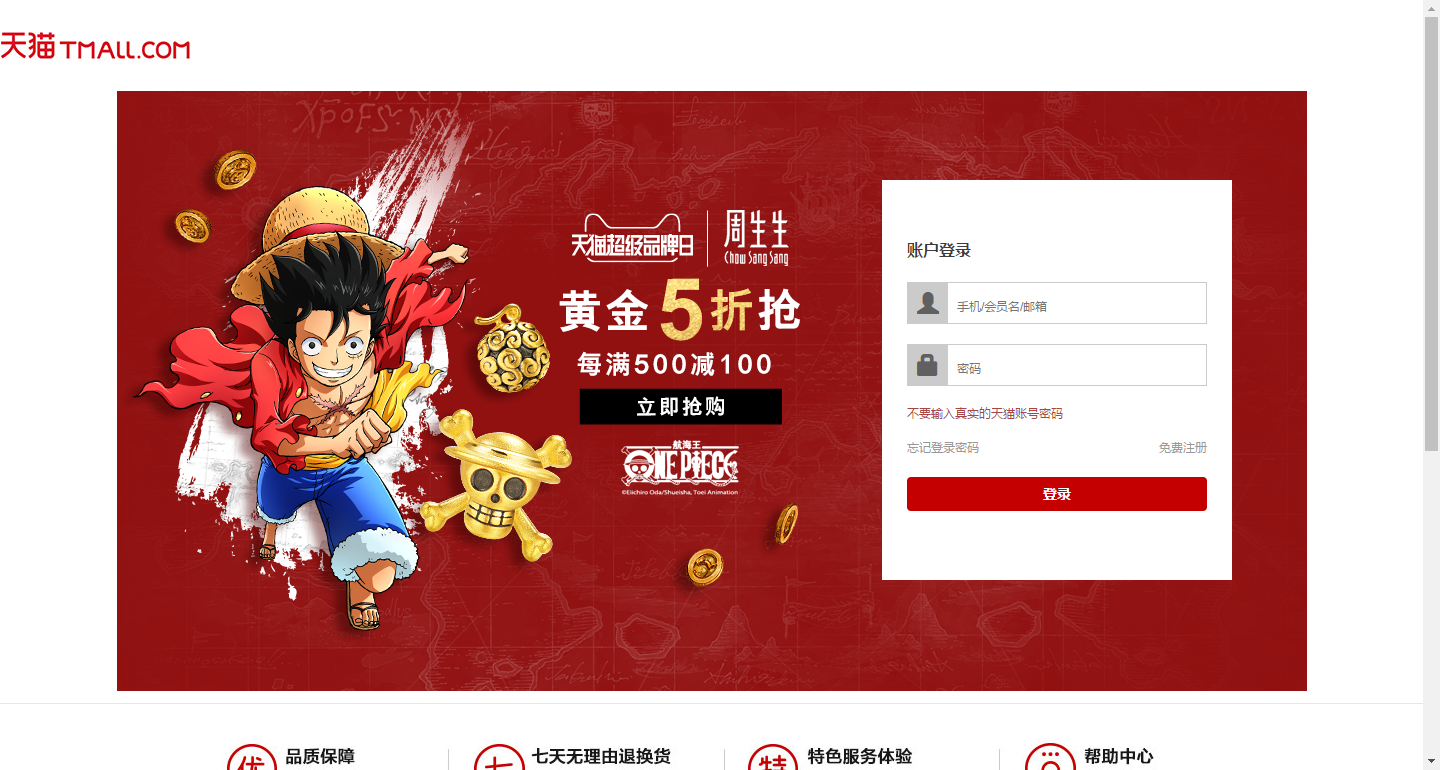 天猫 TMALL.COM
天猫超级品牌日
周生生
Chow Sang Sang
黄金5折抢
每满500减100
立即抢购
航海王
ONE PIECE
©Eiichiro Oda/Shueisha, Toei Animation
账户登录
手机/会员名/邮箱
密码
不要输入真实的天猫账号密码
忘记登录密码
免费注册
登录
优
品质保障
七
七天无理由退换货
特
特色服务体验
帮助中心